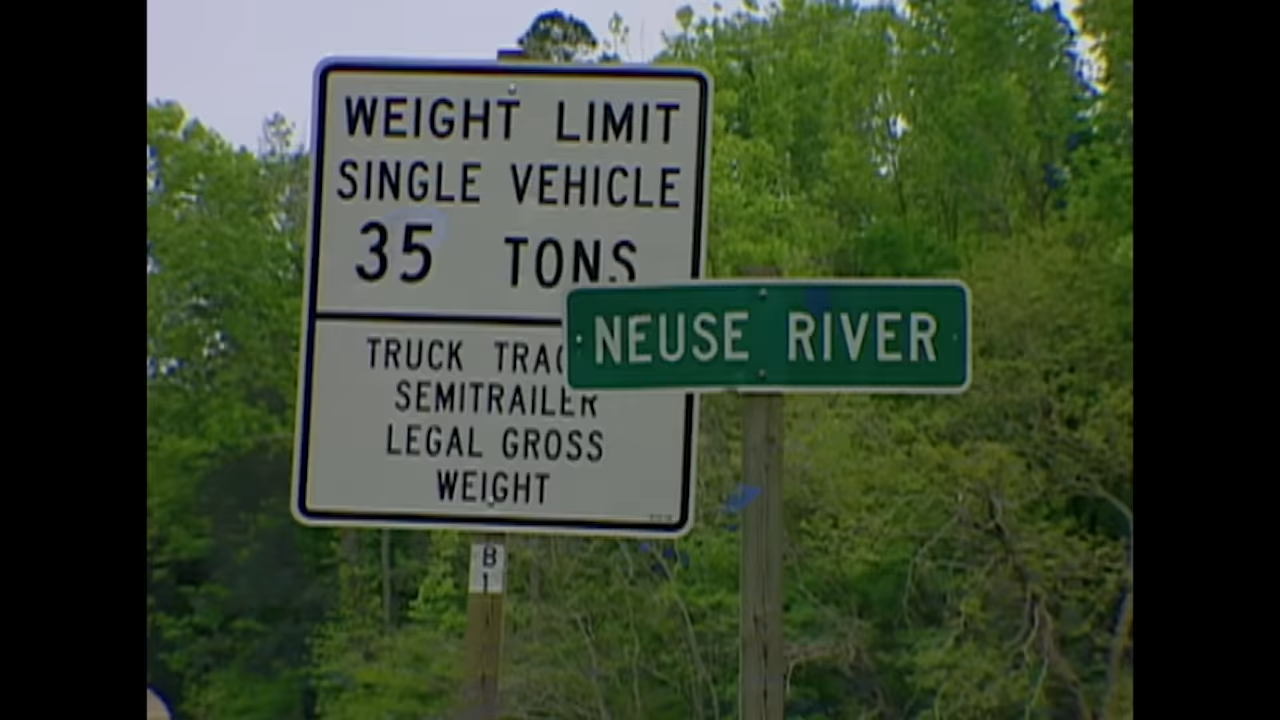 WEIGHT LIMIT
SINGLE VEHICLE
35 TONS
TRUCK TRAC
SEMITRAILER
LEGAL GROSS
WEIGHT
NEUSE RIVER
B
1